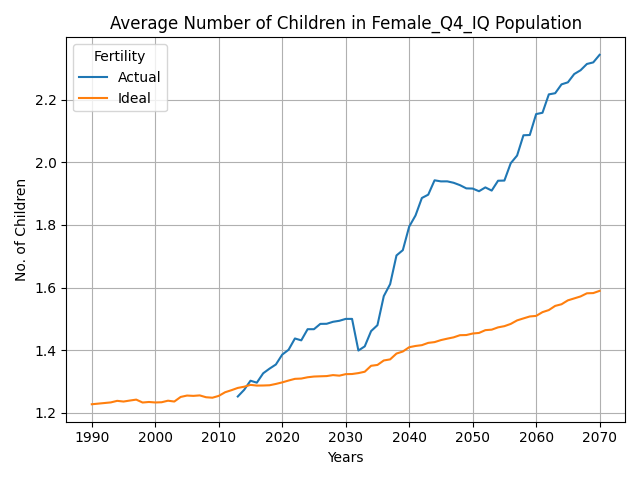 Average Number of Children in Female_Q4_IQ Population
Fertility
Actual
Ideal
No. of Children
2.2
2.0
1.8
1.6
1.4
1.2
1990 2000 2010 2020 2030 2040 2050 2060 2070
Years